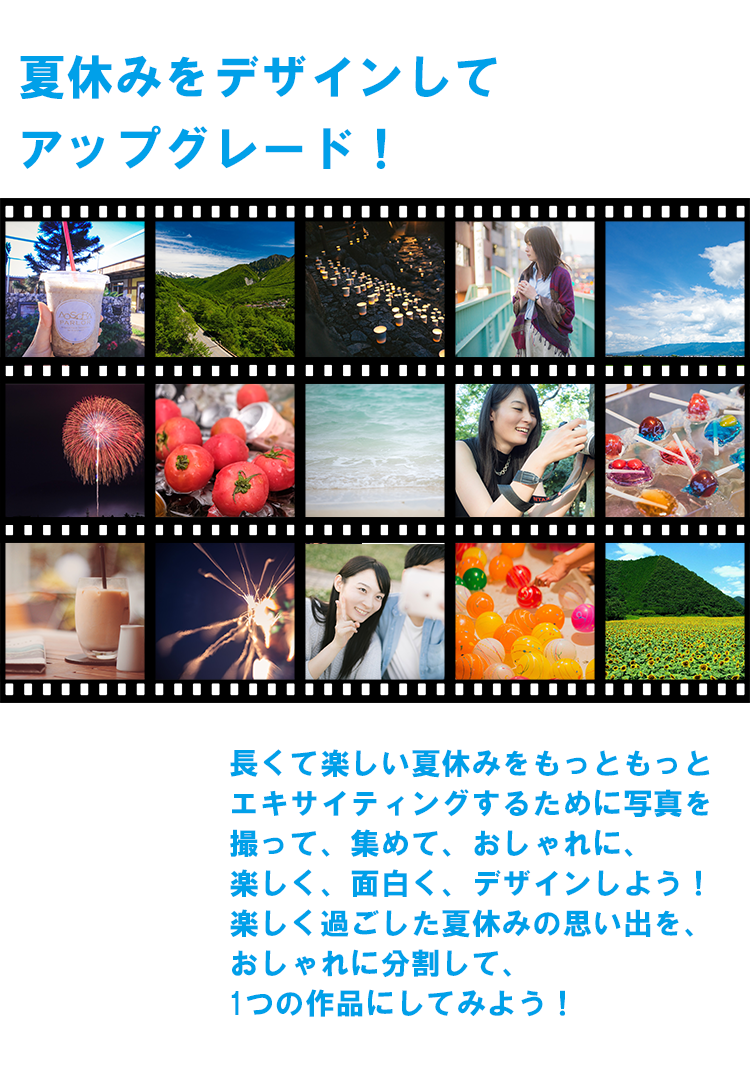 夏休みをデザインして
アップグレード！
長くて楽しい夏休みをもっともっと
エキサイティングするために写真を
撮って、集めて、おしゃれに、
楽しく、面白く、デザインしよう！
楽しく過ごした夏休みの思い出を、
おしゃれに分割して、
1つの作品にしてみよう！